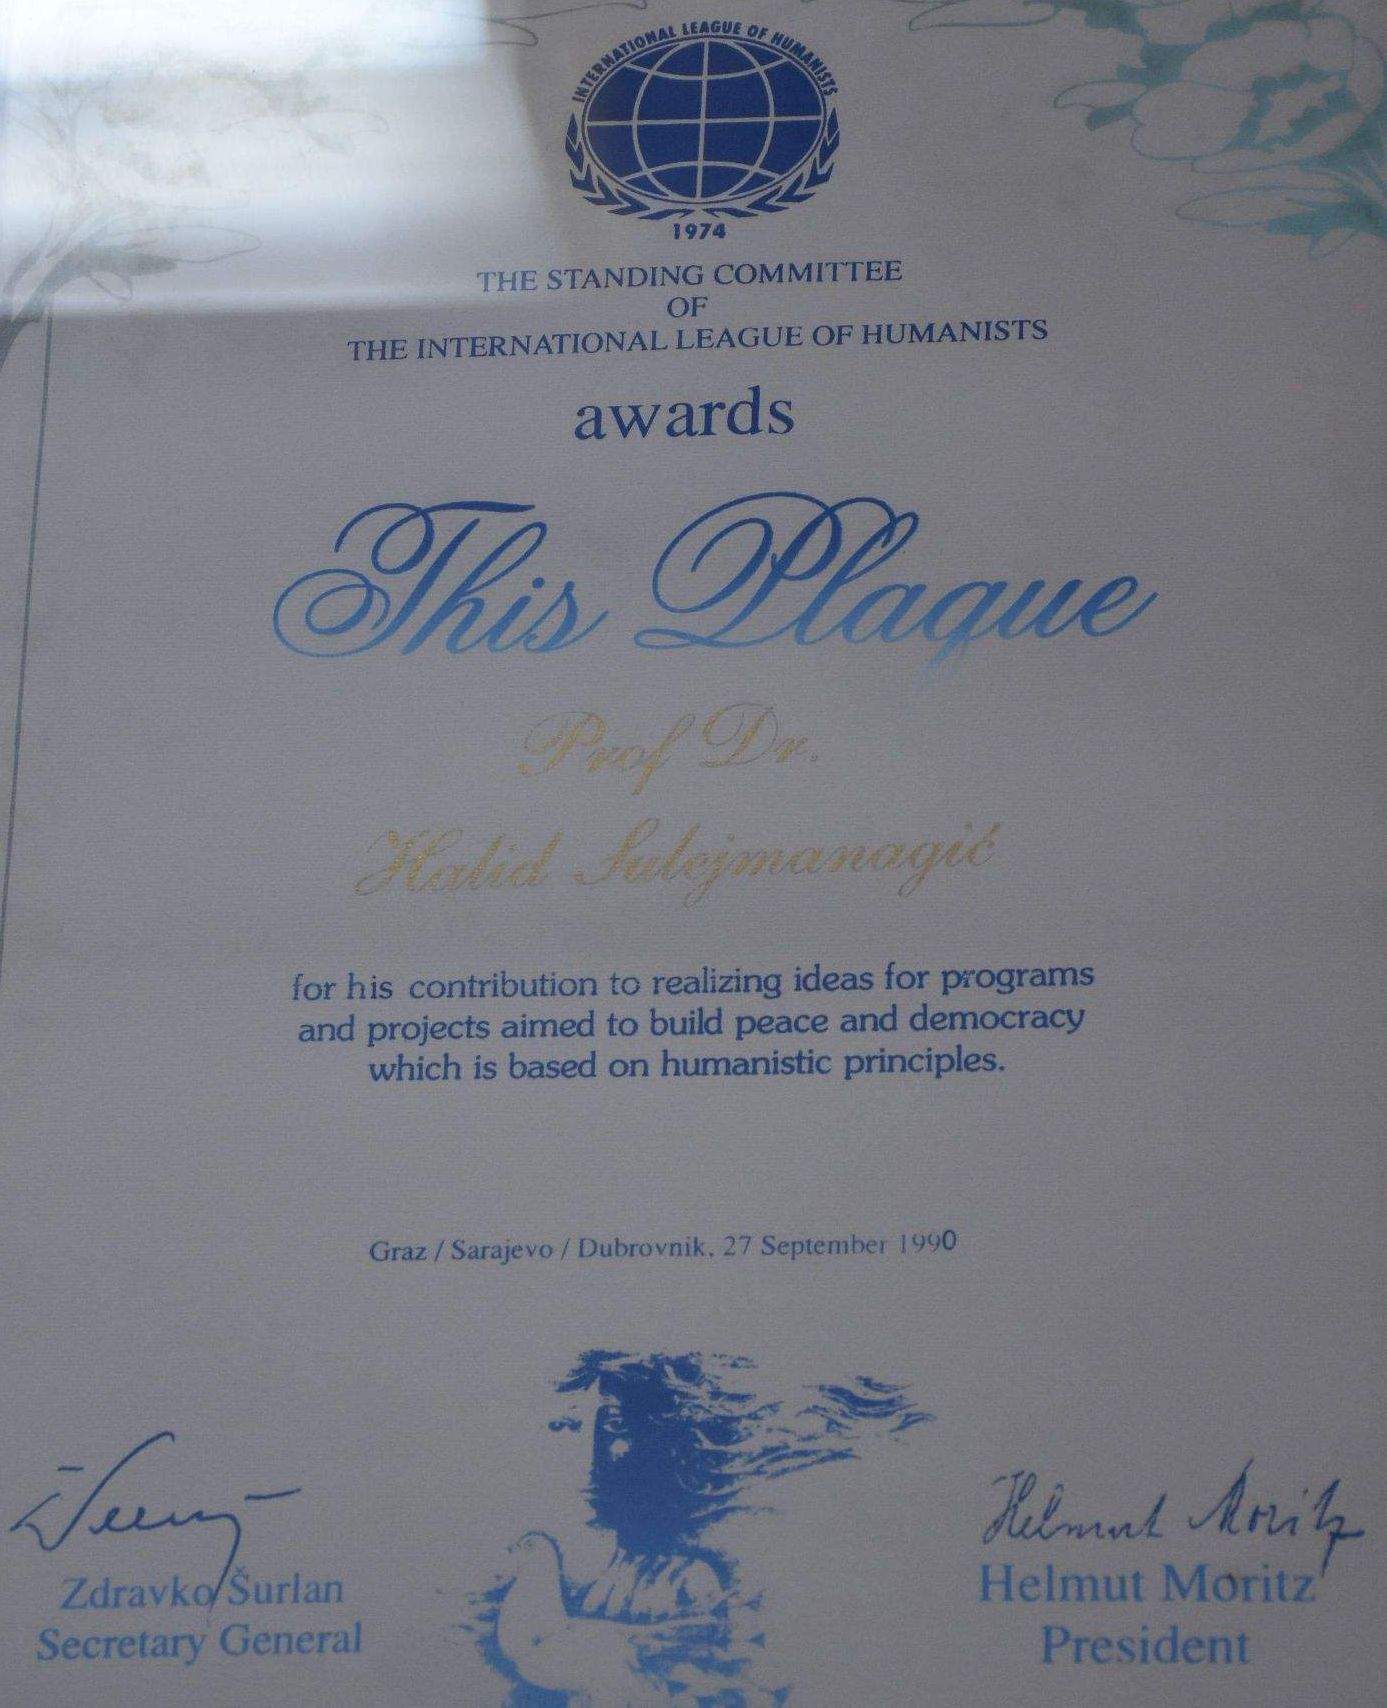 INTERNATIONAL LEAGUE OF HUMANISTS
1974
THE STANDING COMMITTEE
OF
THE INTERNATIONAL LEAGUE OF HUMANISTS
awards
This Plaque
Prof Dr.
Halid Sulejmanagić
for his contribution to realizing ideas for programs
and projects aimed to build peace and democracy
which is based on humanistic principles.
Graz / Sarajevo / Dubrovnik, 27 September 1990
Helmut Moritz
Zdravko Šurlan
Secretary General
Helmut Moritz
President